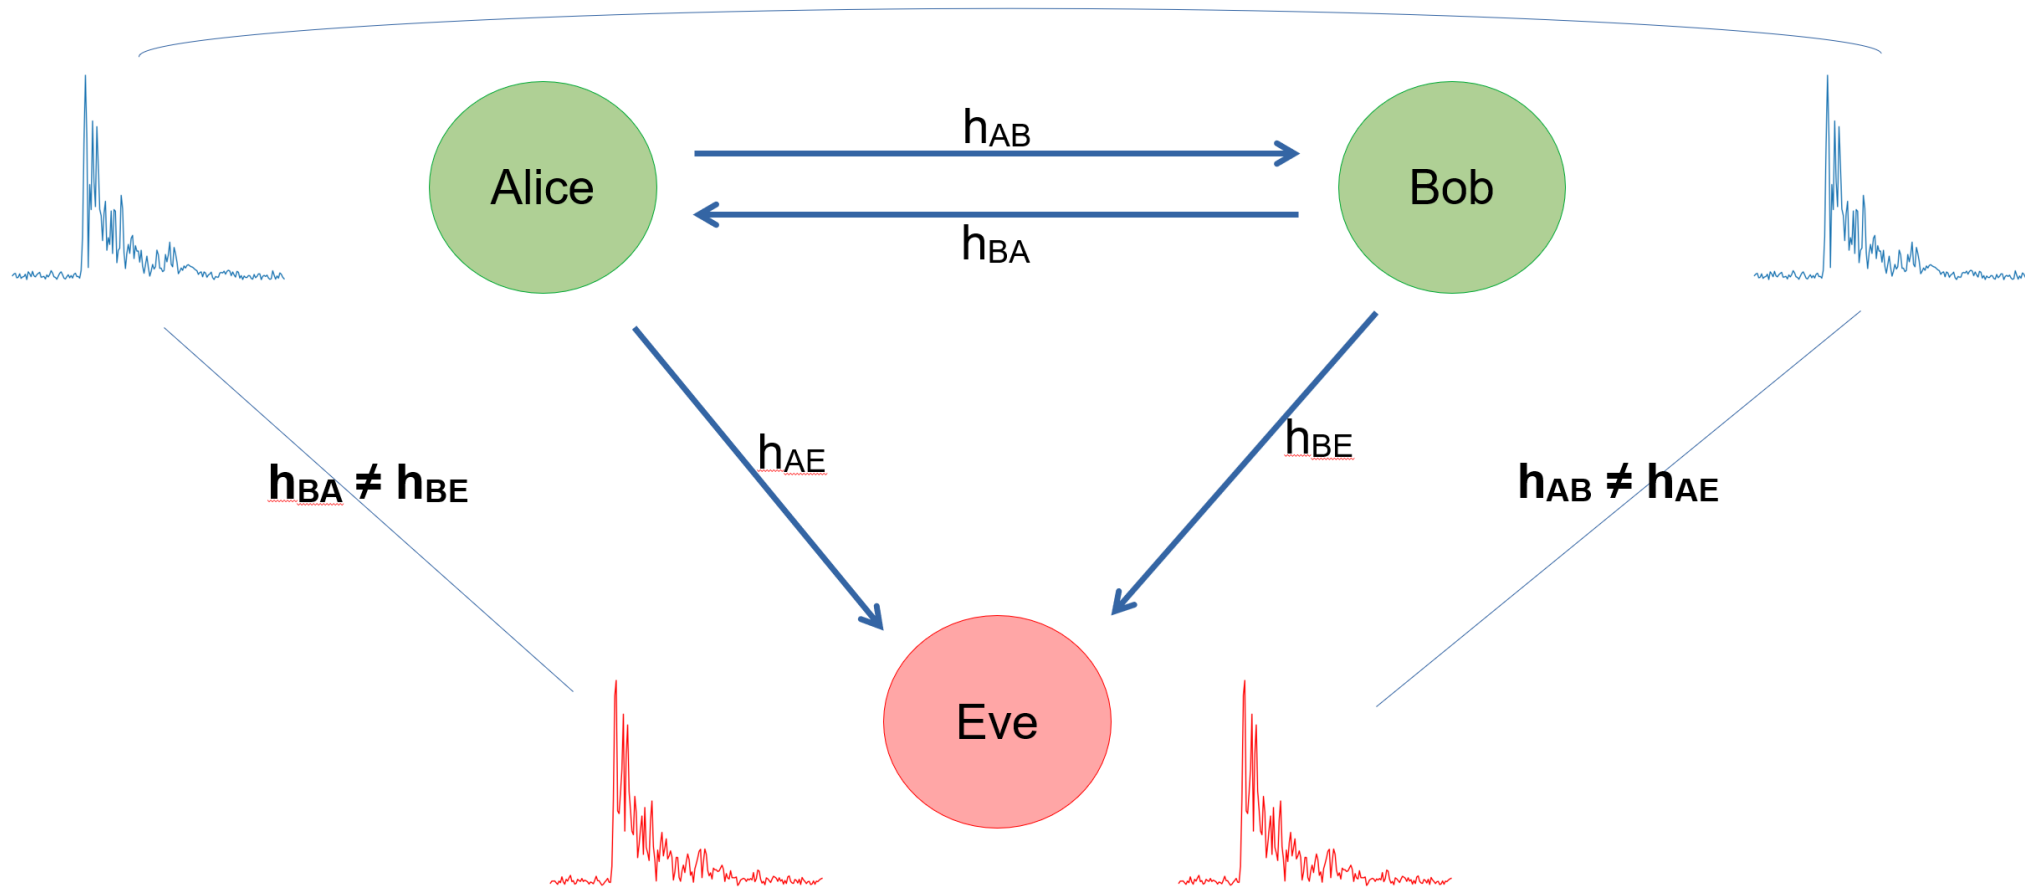 hAB
Alice
Bob
hBA
hAE
hBE
hBA ≠ hBE
hAB ≠ hAE
Eve